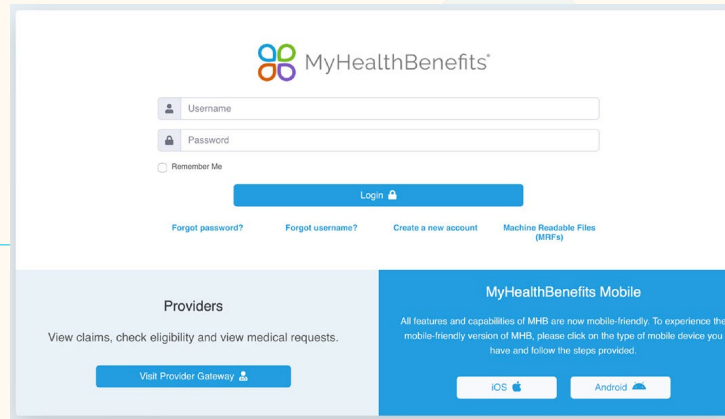 MyHealthBenefits®
Username
Password
Remember Me
Login
Forgot password? Forgot username? Create a new account Machine Readable Files
(MRFs)
Providers
View claims, check eligibility and view medical requests.
Visit Provider Gateway
MyHealthBenefits Mobile
All features and capabilities of MHB are now mobile-friendly. To experience the
mobile-friendly version of MHB, please click on the type of mobile device you
have and follow the steps provided.
iOS Android